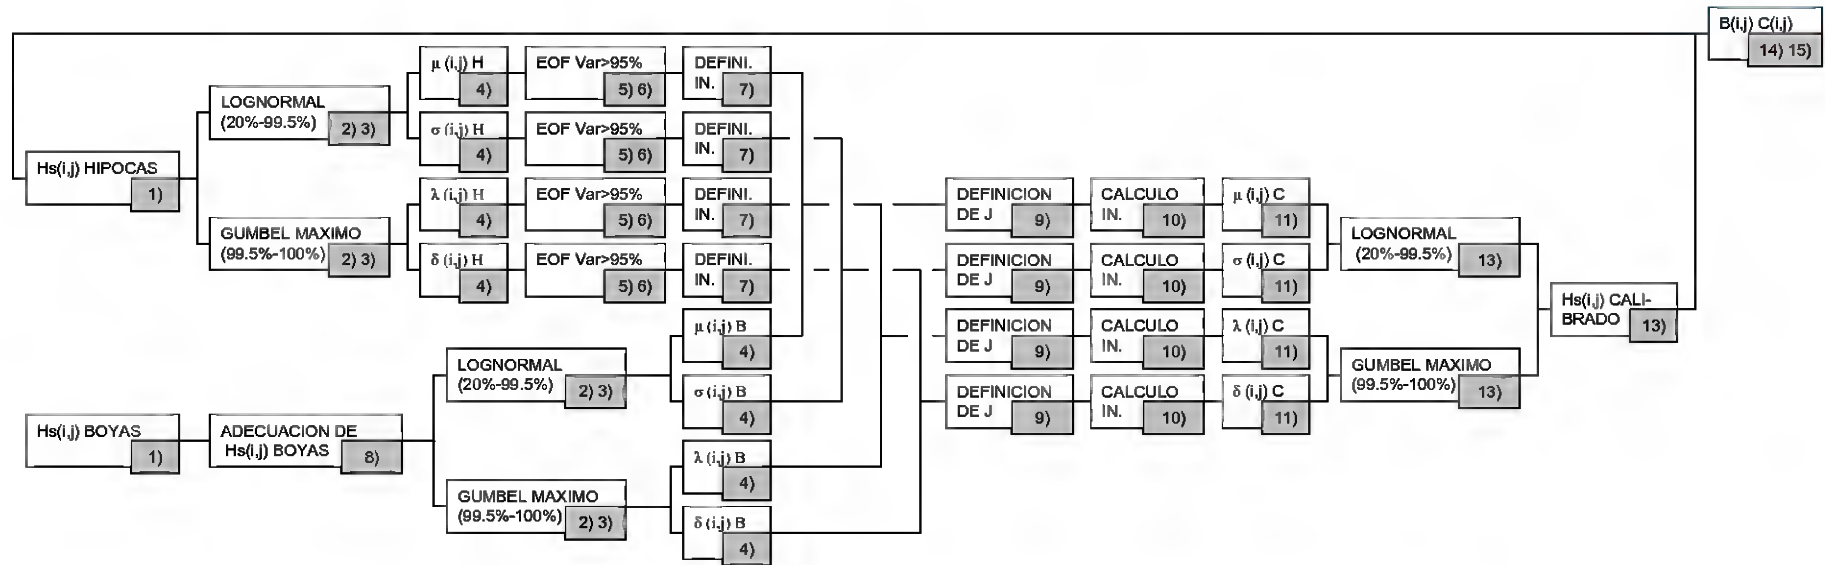 B(i,j) C(i,j)
14) 15)
Hs(i,j) HIPOCAS
1)
LOGNORMAL
(20%-99.5%)
2) 3)
GUMBEL MAXIMO
(99.5%-100%)
2) 3)
μ (i,j) H
4)
EOF Var>95%
5) 6)
DEFINI.
IN.
7)
σ (i,j) H
4)
EOF Var>95%
5) 6)
DEFINI.
IN.
7)
λ (i,j) H
4)
EOF Var>95%
5) 6)
DEFINI.
IN.
7)
δ (i,j) H
4)
EOF Var>95%
5) 6)
DEFINI.
IN.
7)
Hs(i,j) BOYAS
1)
ADECUACION DE
Hs(i,j) BOYAS
8)
LOGNORMAL
(20%-99.5%)
2) 3)
GUMBEL MAXIMO
(99.5%-100%)
2) 3)
μ (i,j) B
4)
σ (i,j) B
4)
λ (i,j) B
4)
δ (i,j) B
4)
DEFINICION
DE J
9)
CALCULO
IN.
10)
μ (i,j) C
11)
DEFINICION
DE J
9)
CALCULO
IN.
10)
σ (i,j) C
11)
DEFINICION
DE J
9)
CALCULO
IN.
10)
λ (i,j) C
11)
DEFINICION
DE J
9)
CALCULO
IN.
10)
δ (i,j) C
11)
LOGNORMAL
(20%-99.5%)
13)
GUMBEL MAXIMO
(99.5%-100%)
13)
Hs(i,j) CALI-
BRADO
13)